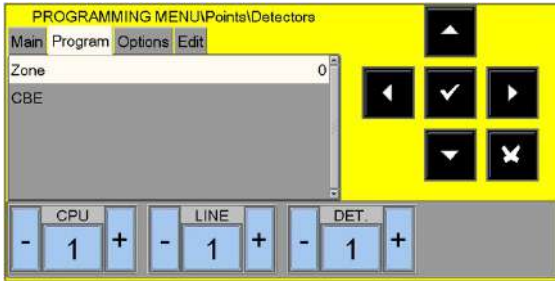 PROGRAMMING MENU\Points\Detectors
Main Program Options Edit
Zone 0
CBE
CPU LINE DET.
- 1 + - 1 + - 1 +